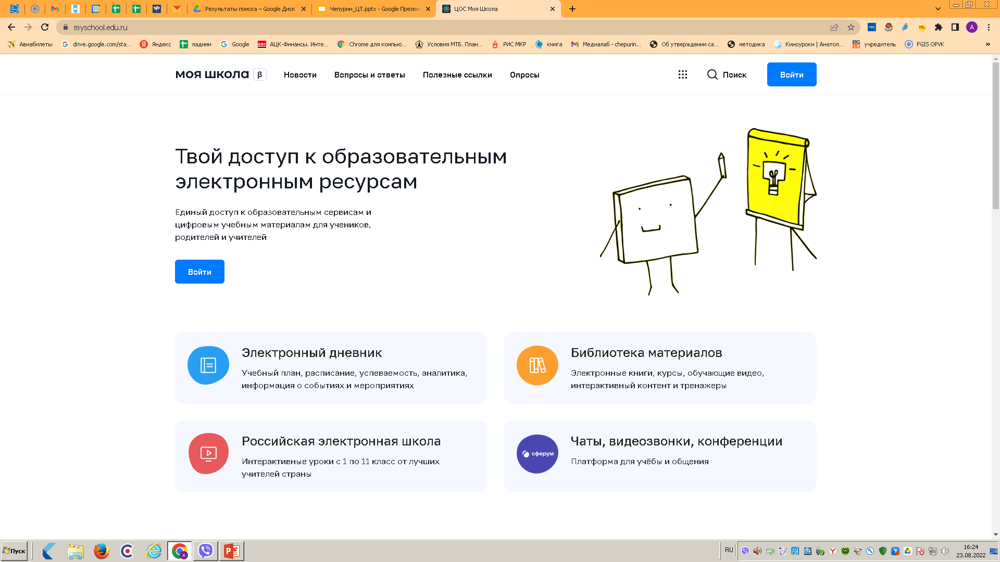 Результаты поиска – Google Диск
Чепурин_ЦТ.pptx - Google Презен
ЦОС Моя Школа
myschool.edu.ru
A
Авиабилеты
drive.google.com/sta...
Яндекс
ладими
Google
АЦК-Финансы. Инте...
Chrome для компью...
Условия МТБ. План...
РИС МКР
книга
Медиалаб - chepurin...
Об утверждении са...
методика
Киноуроки | Анатол...
учредитель
FGIS OPVK
моя школа β
Новости
Вопросы и ответы
Полезные ссылки
Опросы
Поиск
Войти
Твой доступ к образовательным
электронным ресурсам
Единый доступ к образовательным сервисам и
цифровым учебным материалам для учеников,
родителей и учителей
Войти
Электронный дневник
Учебный план, расписание, успеваемость, аналитика,
информация о событиях и мероприятиях
Библиотека материалов
Электронные книги, курсы, обучающие видео,
интерактивный контент и тренажеры
Российская электронная школа
Интерактивные уроки с 1 по 11 класс от лучших
учителей страны
сферум
Чаты, видеозвонки, конференции
Платформа для учёбы и общения
Пуск
RU
16:24
23.08.2022